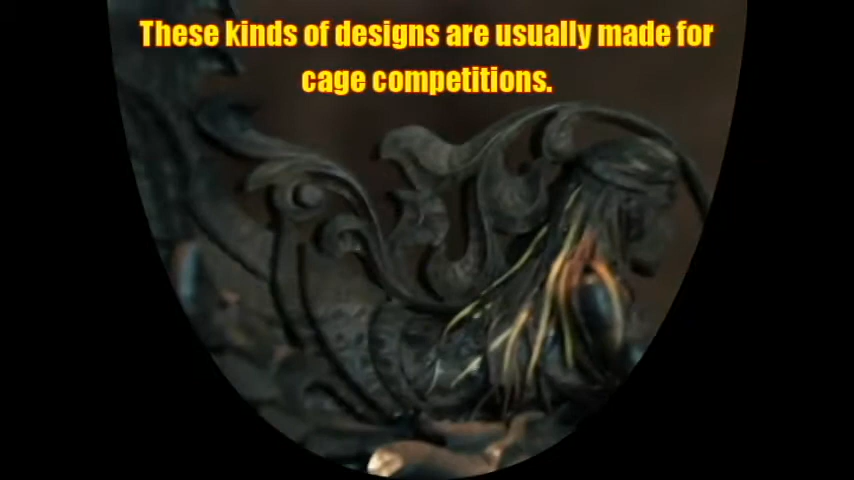 These kinds of designs are usually made for
cage competitions.